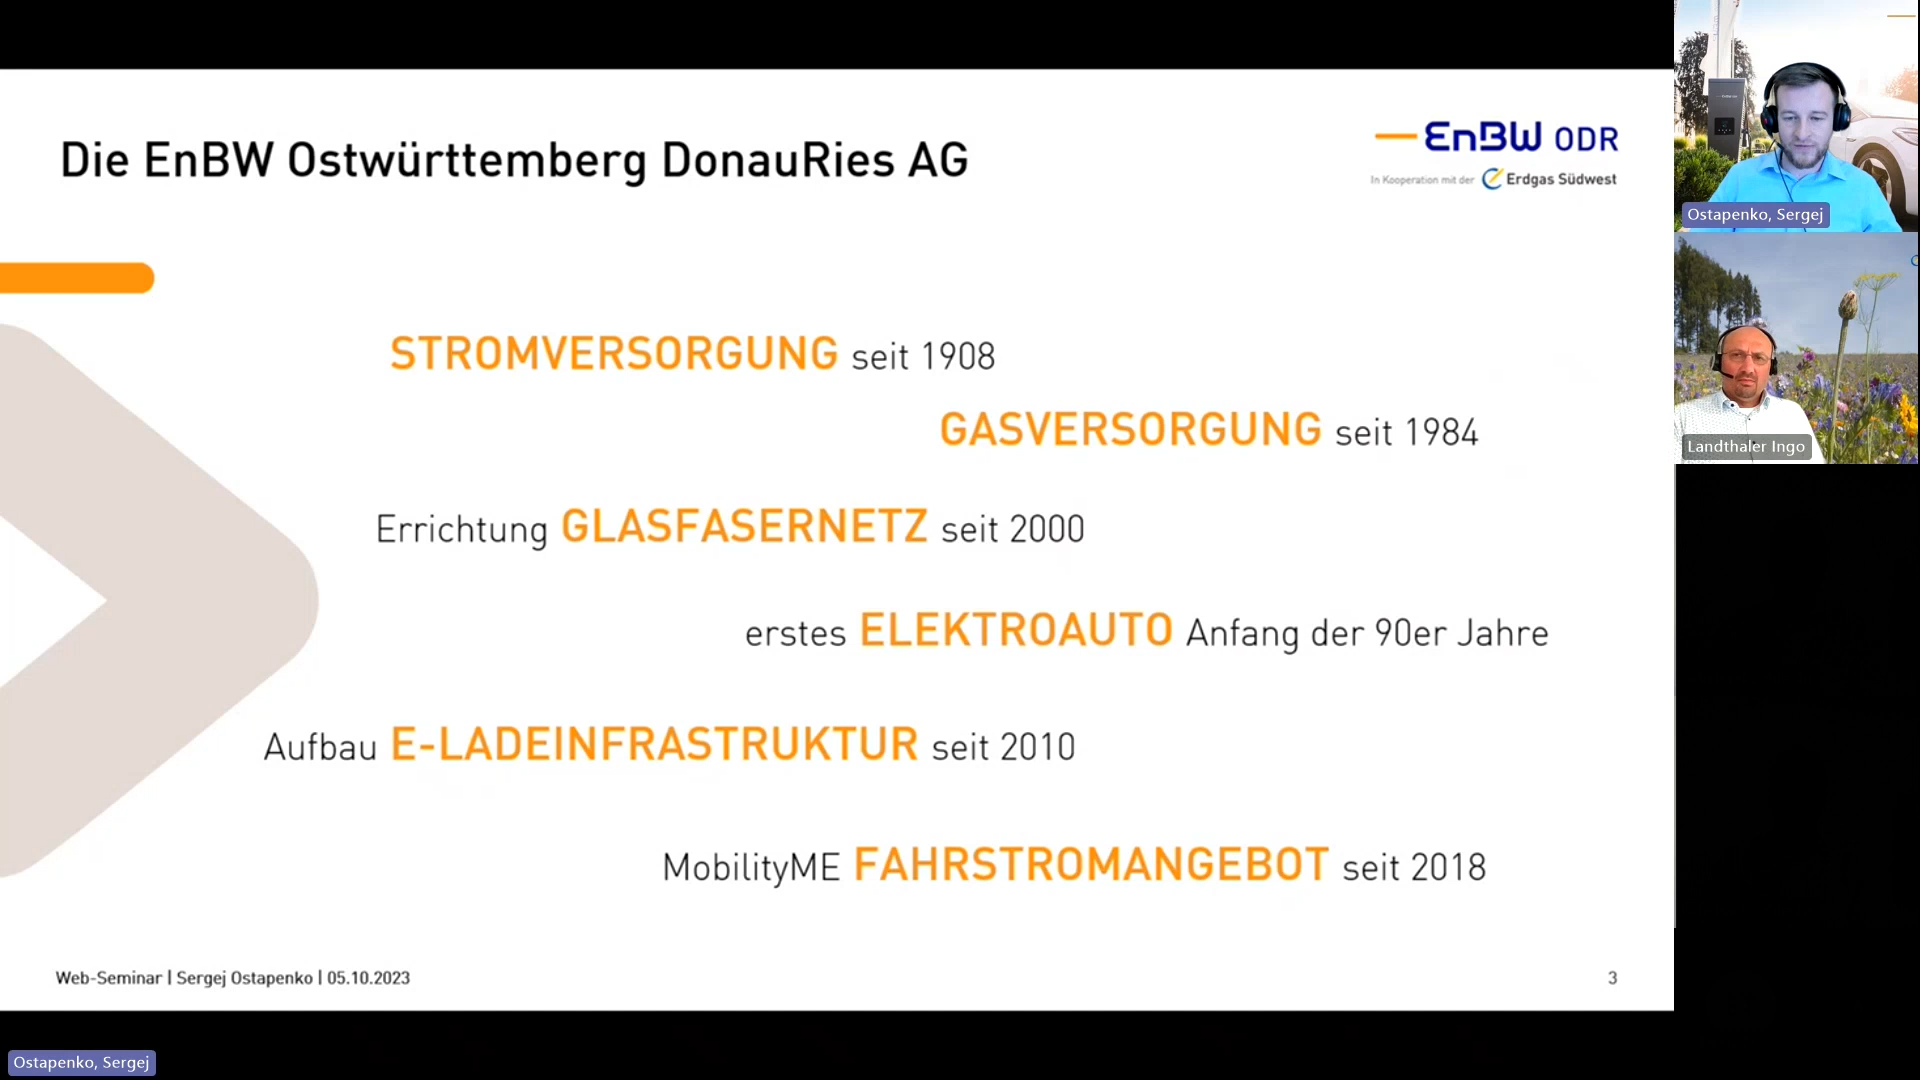 Die EnBW Ostwürttemberg DonauRies AG
EnBW ODR
In Kooperation mit der Erdgas Südwest
STROMVERSORGUNG seit 1908
GASVERSORGUNG seit 1984
Errichtung GLASFASERNETZ seit 2000
erstes ELEKTROAUTO Anfang der 90er Jahre
Aufbau E-LADEINFRASTRUKTUR seit 2010
MobilityME FAHRSTROMANGEBOT seit 2018
Web-Seminar | Sergej Ostapenko | 05.10.2023
3
Ostapenko, Sergej
Landthaler Ingo
Ostapenko, Sergej